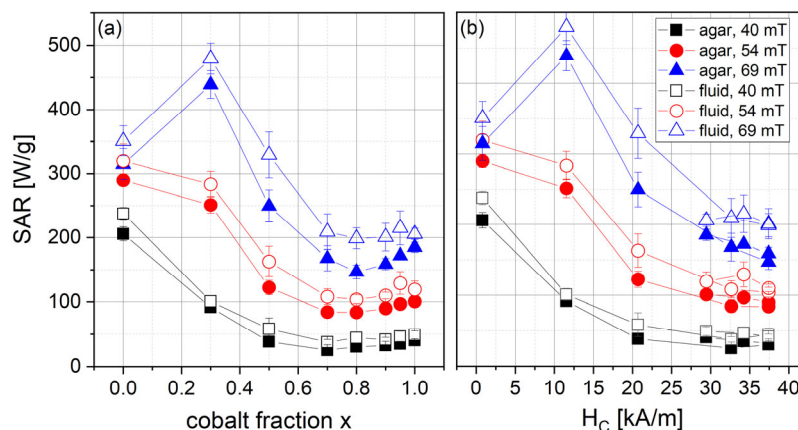 (a)
(b)
agar, 40 mT
agar, 54 mT
agar, 69 mT
fluid, 40 mT
fluid, 54 mT
fluid, 69 mT
SAR [W/g]
500
400
300
200
100
0
0.0 0.2 0.4 0.6 0.8 1.0
cobalt fraction x
0 5 10 15 20 25 30 35 40
H_C [kA/m]